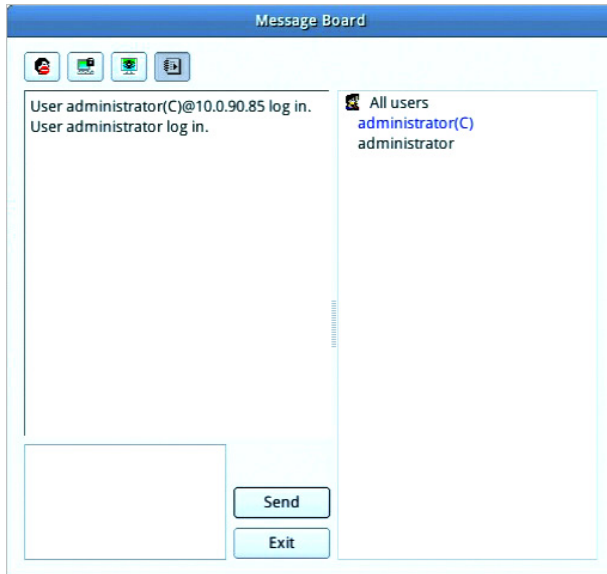 Message Board
User administrator(C)@10.0.90.85 log in.
User administrator log in.
All users
administrator(C)
administrator
Send
Exit